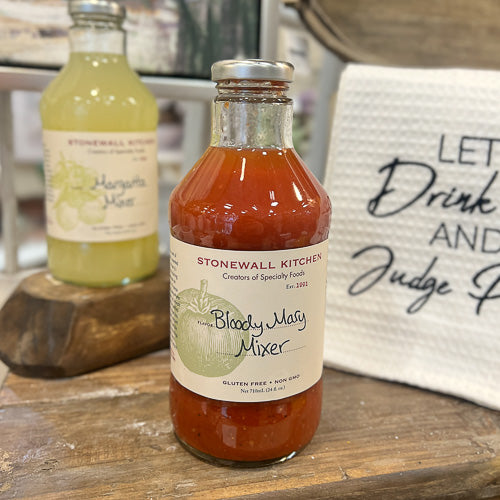 STONEWALL KITCHEN
Creators of Specialty Foods
Margarita
Mixer
STONEWALL KITCHEN
Creators of Specialty Foods
Est. 1991
FLAVOR
Bloody Mary
Mixer
GLUTEN FREE • NON GMO
Net 710mL (24 fl. oz.)
LET
Drink
AND
Judge